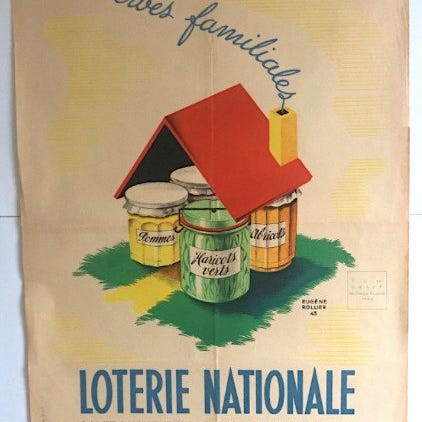 familiales
Pommes
Haricots
verts
Abricots
EUGÈNE
ROLLIER
43
LOTERIE NATIONALE